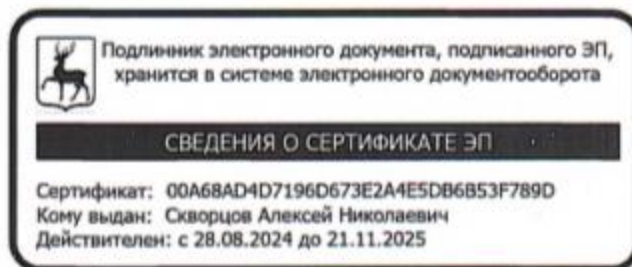 Подлинник электронного документа, подписанного ЭП,
хранится в системе электронного документооборота
СВЕДЕНИЯ О СЕРТИФИКАТЕ ЭП
Сертификат: 00A68AD4D7196D673E2A4E5DB6B53F789D
Кому выдан: Скворцов Алексей Николаевич
Действителен: с 28.08.2024 до 21.11.2025